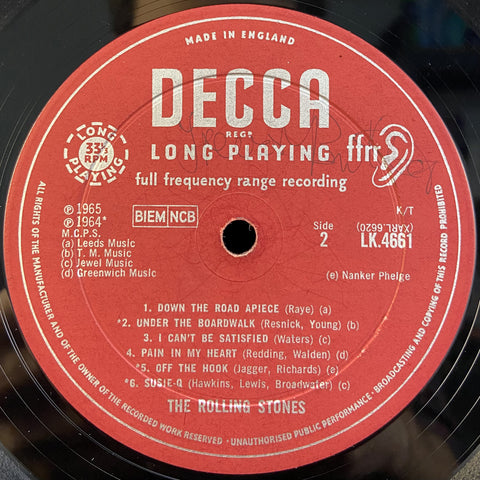 MADE IN ENGLAND
DECCA
REGD
LONG PLAYING
ffrr
full frequency range recording
LONG
33⅓
RPM
PLAYING
℗ 1965
℗ 1964*
M.C.P.S.
(a) Leeds Music
(b) T. M. Music
(c) Jewel Music
(d) Greenwich Music
BIEM NCB
K/T
Side
2
(XARL.6620)
LK.4661
(e) Nanker Phelge
1. DOWN THE ROAD APIECE (Raye) (a)
*2. UNDER THE BOARDWALK (Resnick, Young) (b)
3. I CAN'T BE SATISFIED (Waters) (c)
4. PAIN IN MY HEART (Redding, Walden) (d)
*5. OFF THE HOOK (Jagger, Richards) (e)
*6. SUSIE-Q (Hawkins, Lewis, Broadwater) (c)
THE ROLLING STONES
ALL RIGHTS OF THE MANUFACTURER AND OF THE OWNER OF THE RECORDED WORK RESERVED · UNAUTHORISED PUBLIC PERFORMANCE · BROADCASTING AND COPYING OF THIS RECORD PROHIBITED